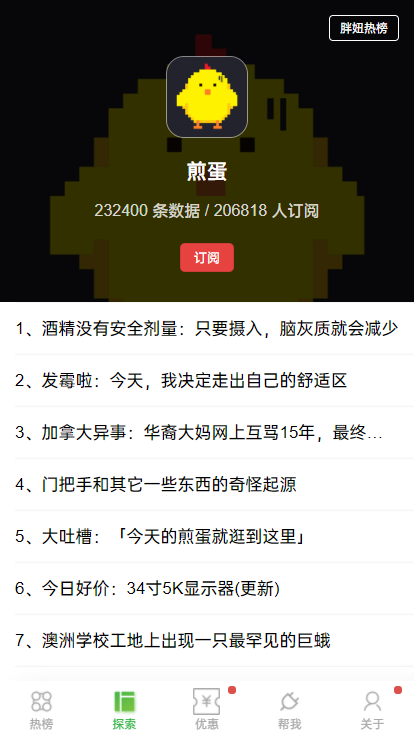 胖妞热榜
煎蛋
232400 条数据 / 206818 人订阅
订阅
1、酒精没有安全剂量：只要摄入，脑灰质就会减少
2、发霉啦：今天，我决定走出自己的舒适区
3、加拿大异事：华裔大妈网上互骂15年，最终...
4、门把手和其它一些东西的奇怪起源
5、大吐槽：「今天的煎蛋就逛到这里」
6、今日好价：34寸5K显示器(更新)
7、澳洲学校工地上出现一只最罕见的巨蛾
热榜 探索 优惠 帮我 关于